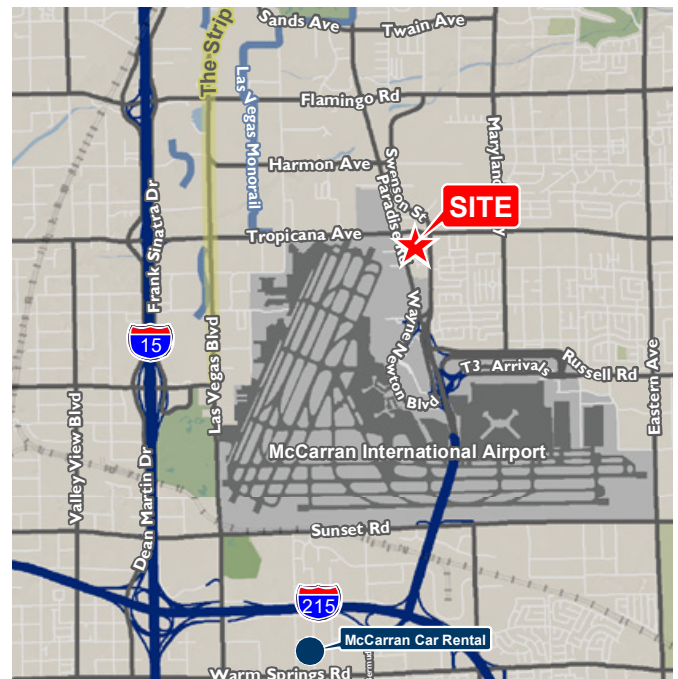 Sands Ave
Twain Ave
The Strip
Las Vegas Monorail
Flamingo Rd
Maryland
Harmon Ave
Swenson St
Paradise Rd
SITE
Tropicana Ave
Frank Sinatra Dr
15
Las Vegas Blvd
Wayne Newton Blvd
T3 Arrivals
Russell Rd
Eastern Ave
Valley View Blvd
Dean Martin Dr
McCarran International Airport
Sunset Rd
215
McCarran Car Rental
Warm Springs Rd